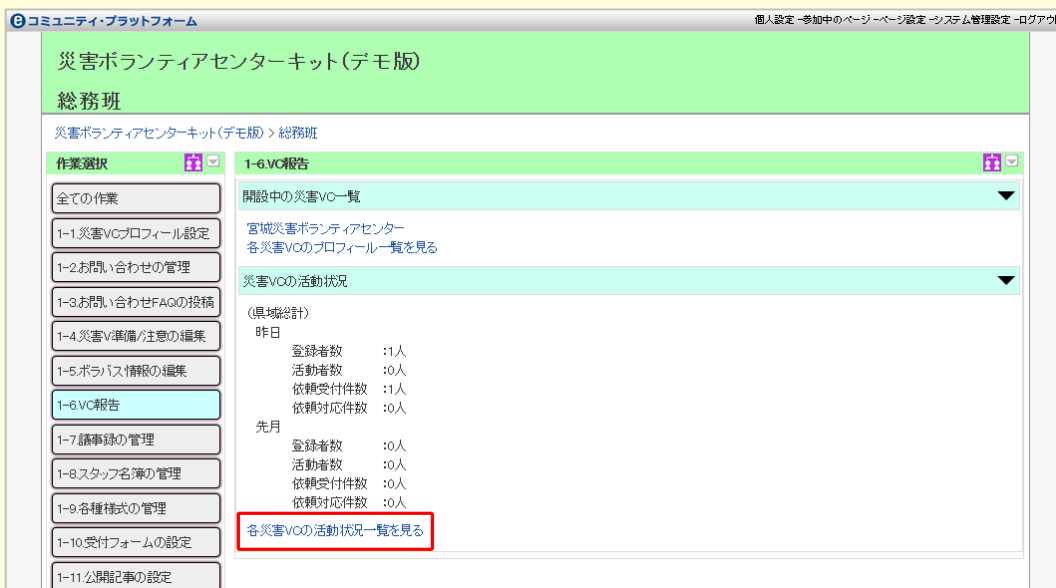 eコミュニティ・プラットフォーム
個人設定 -参加中のページ -ページ設定 -システム管理設定 -ログアウ
災害ボランティアセンターキット(デモ版)
総務班
災害ボランティアセンターキット(デモ版) > 総務班
作業選択
全ての作業
1-1.災害VCプロフィール設定
1-2.お問い合わせの管理
1-3.お問い合わせFAQの投稿
1-4.災害V準備/注意の編集
1-5.ボラバス情報の編集
1-6.VC報告
1-7.議事録の管理
1-8.スタッフ名簿の管理
1-9.各種様式の管理
1-10.受付フォームの設定
1-11.公開記事の設定
1-6.VC報告
開設中の災害VC一覧
宮城災害ボランティアセンター
各災害VCのプロフィール一覧を見る
災害VCの活動状況
(県域総計)
昨日
登録者数 :1人
活動者数 :0人
依頼受付件数 :1人
依頼対応件数 :0人
先月
登録者数 :0人
活動者数 :0人
依頼受付件数 :0人
依頼対応件数 :0人
各災害VCの活動状況一覧を見る